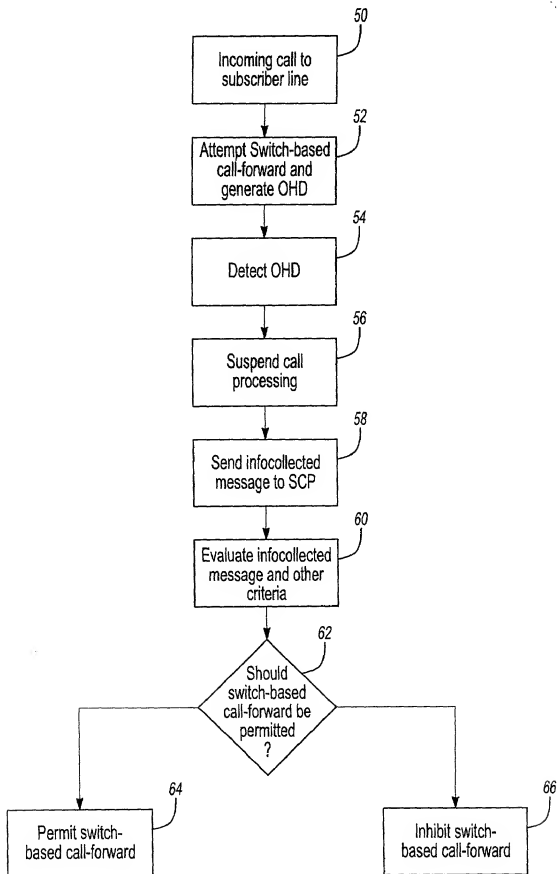 50
Incoming call to
subscriber line
52
Attempt Switch-based
call-forward and
generate OHD
54
Detect OHD
56
Suspend call
processing
58
Send infocollected
message to SCP
60
Evaluate infocollected
message and other
criteria
62
Should
switch-based
call-forward be
permitted
?
64
Permit switch-
based call-forward
66
Inhibit switch-
based call-forward